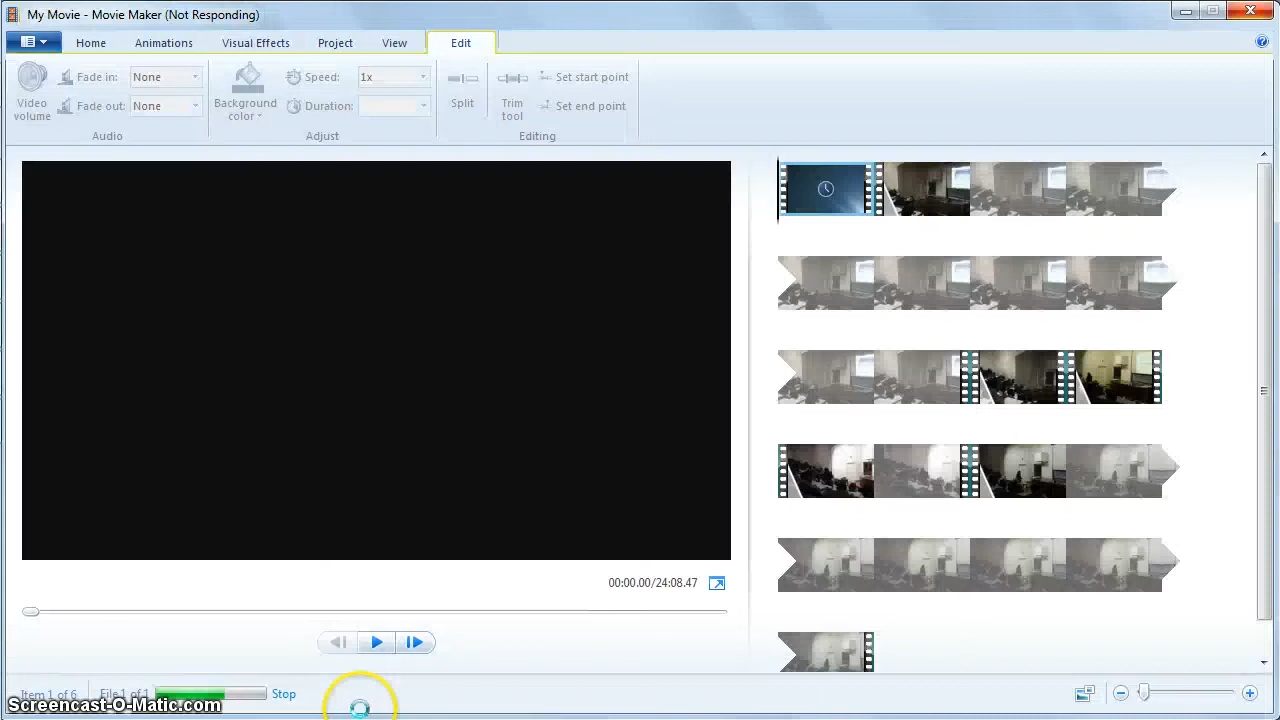 My Movie - Movie Maker (Not Responding)
Home Animations Visual Effects Project View Edit
Video volume
Fade in: None
Fade out: None
Audio
Background color
Speed: 1x
Duration:
Adjust
Split
Trim tool
Set start point
Set end point
Editing
00:00.00/24:08.47
Item 1 of 6 File 1 of 1 Stop
Screencast-O-Matic.com